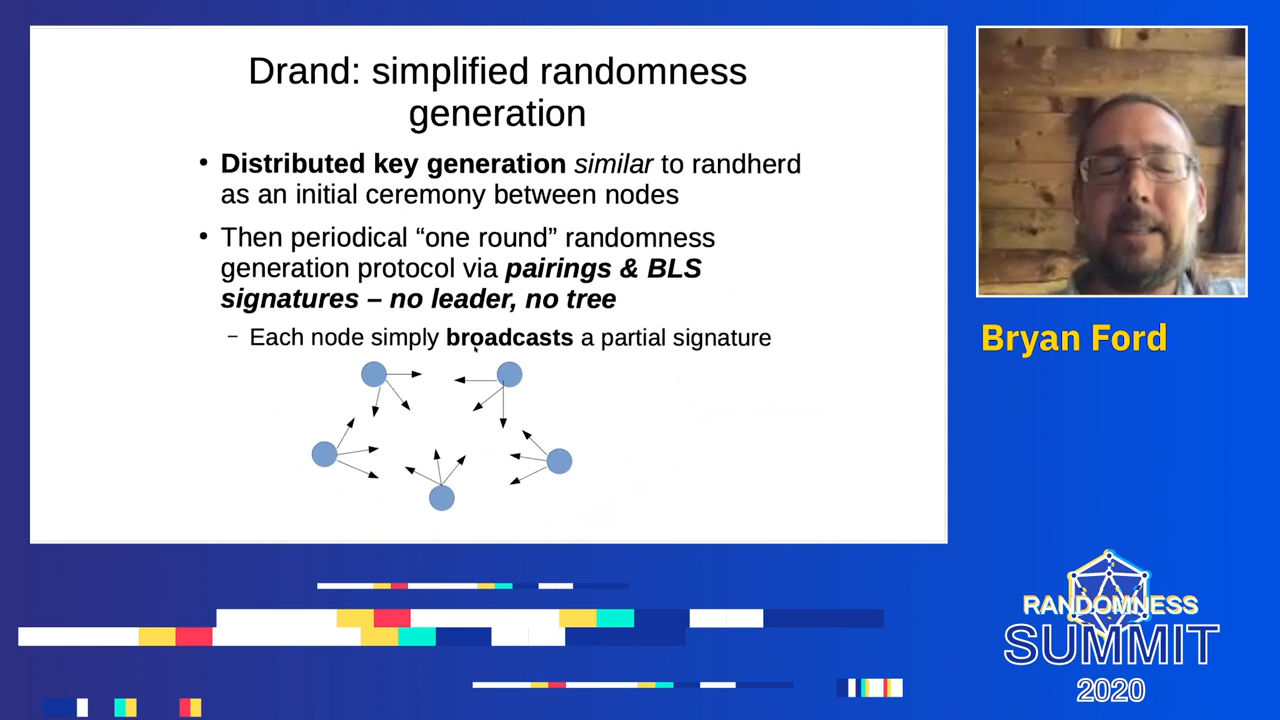 Drand: simplified randomness
generation
• Distributed key generation similar to randherd
as an initial ceremony between nodes
• Then periodical “one round” randomness
generation protocol via pairings & BLS
signatures – no leader, no tree
– Each node simply broadcasts a partial signature
Bryan Ford
RANDOMNESS
SUMMIT
2020